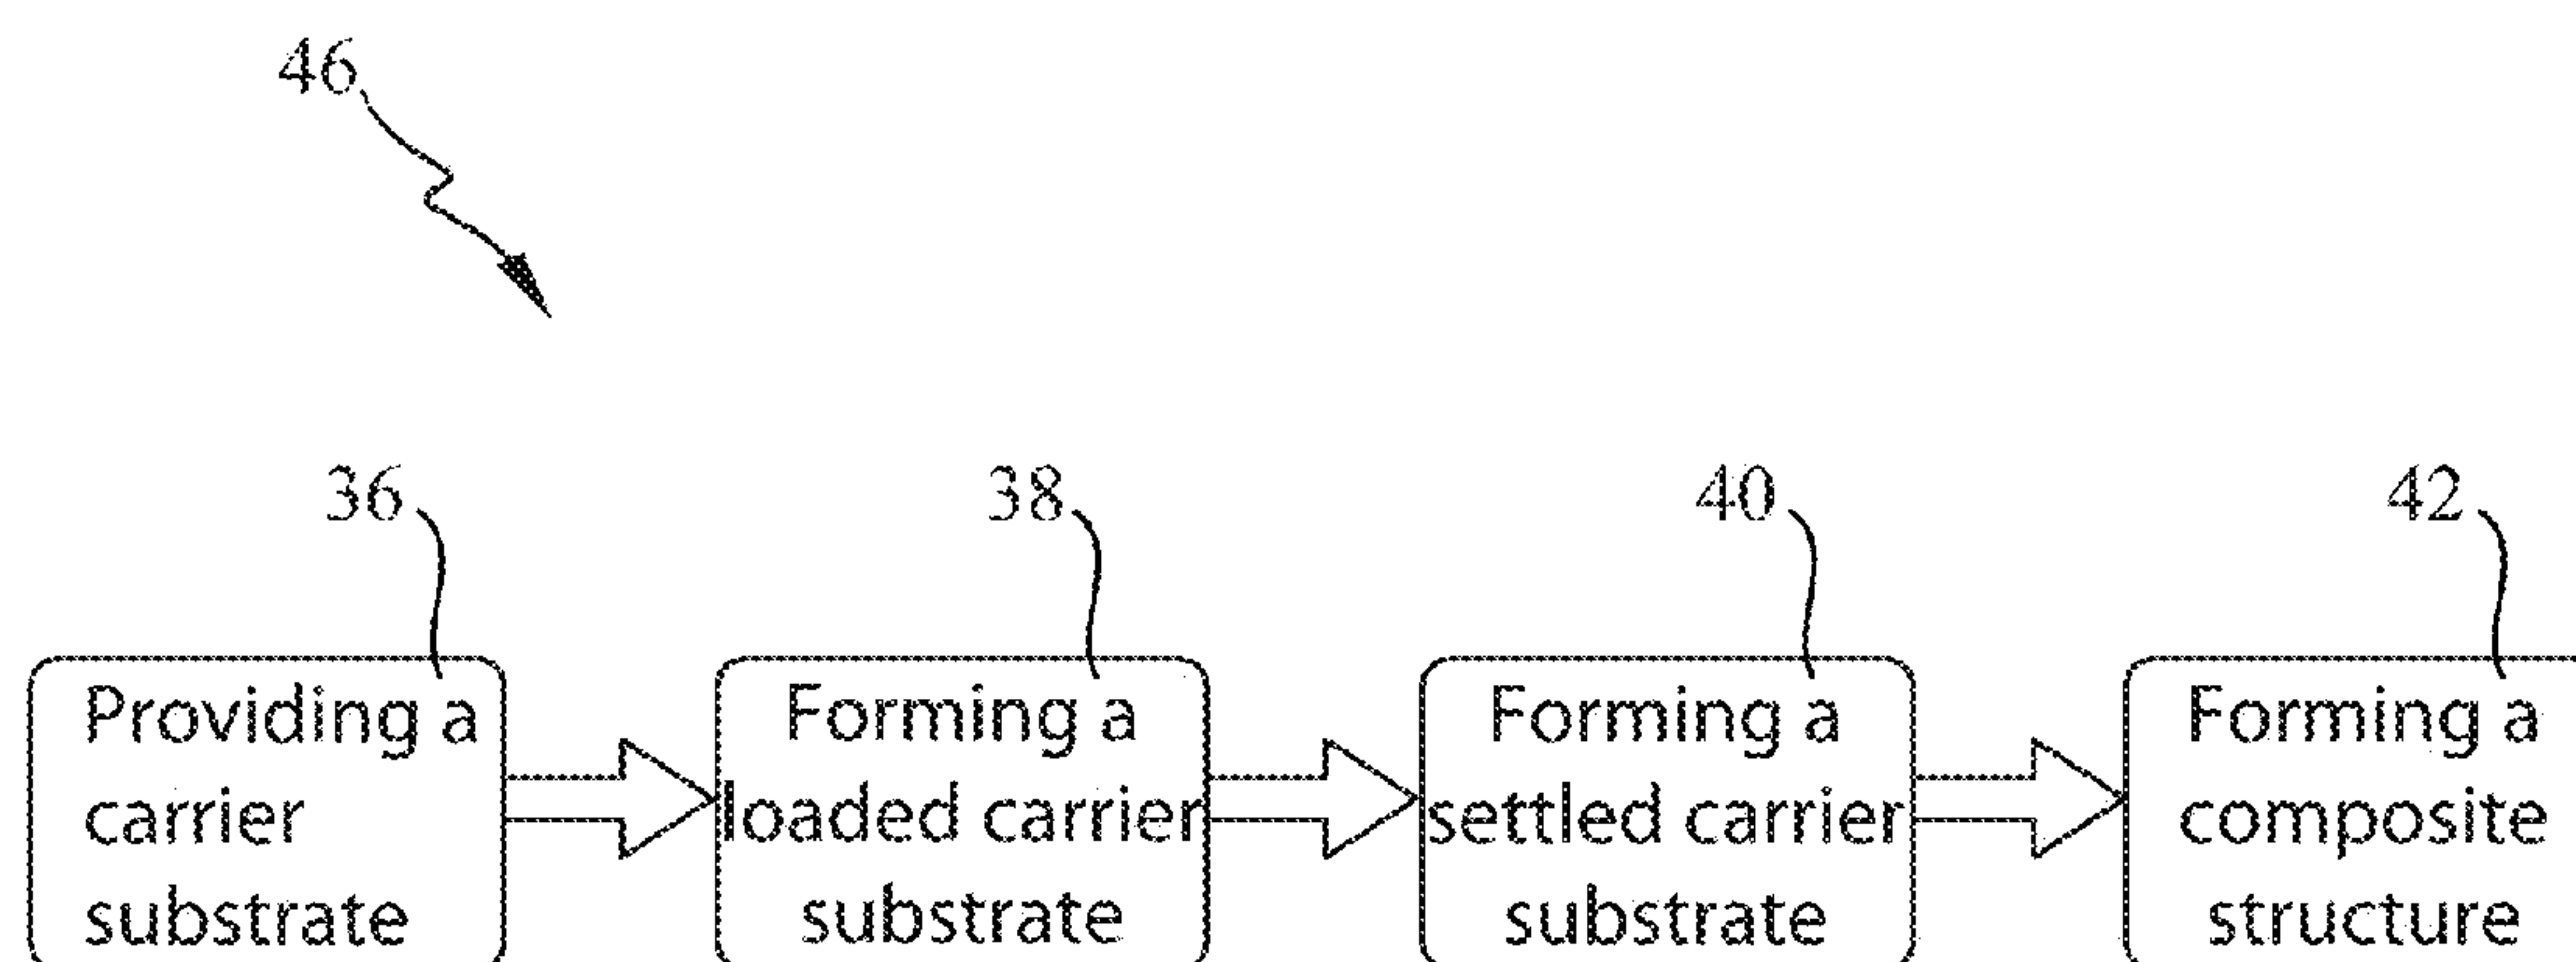 46
36
38
40
42
Providing a
carrier
substrate
Forming a
loaded carrier
substrate
Forming a
settled carrier
substrate
Forming a
composite
structure